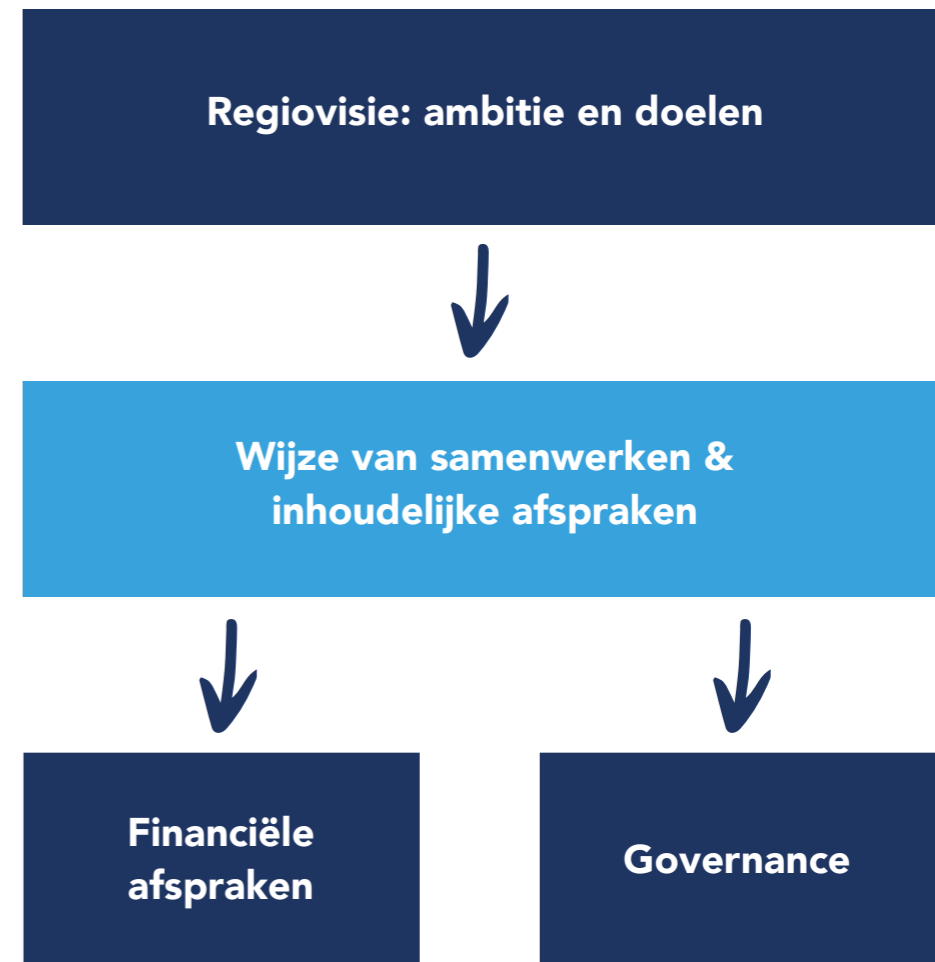 Regiovisie: ambitie en doelen
Wijze van samenwerken &
inhoudelijke afspraken
Financiële
afspraken
Governance